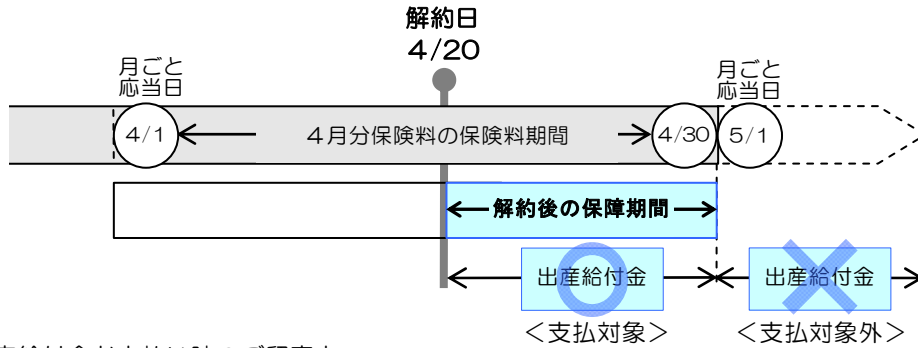 解約日
4/20
月ごと
応当日
月ごと
応当日
4/1
4月分保険料の保険料期間
4/30
5/1
解約後の保障期間
出産給付金
出産給付金
＜支払対象＞
＜支払対象外＞